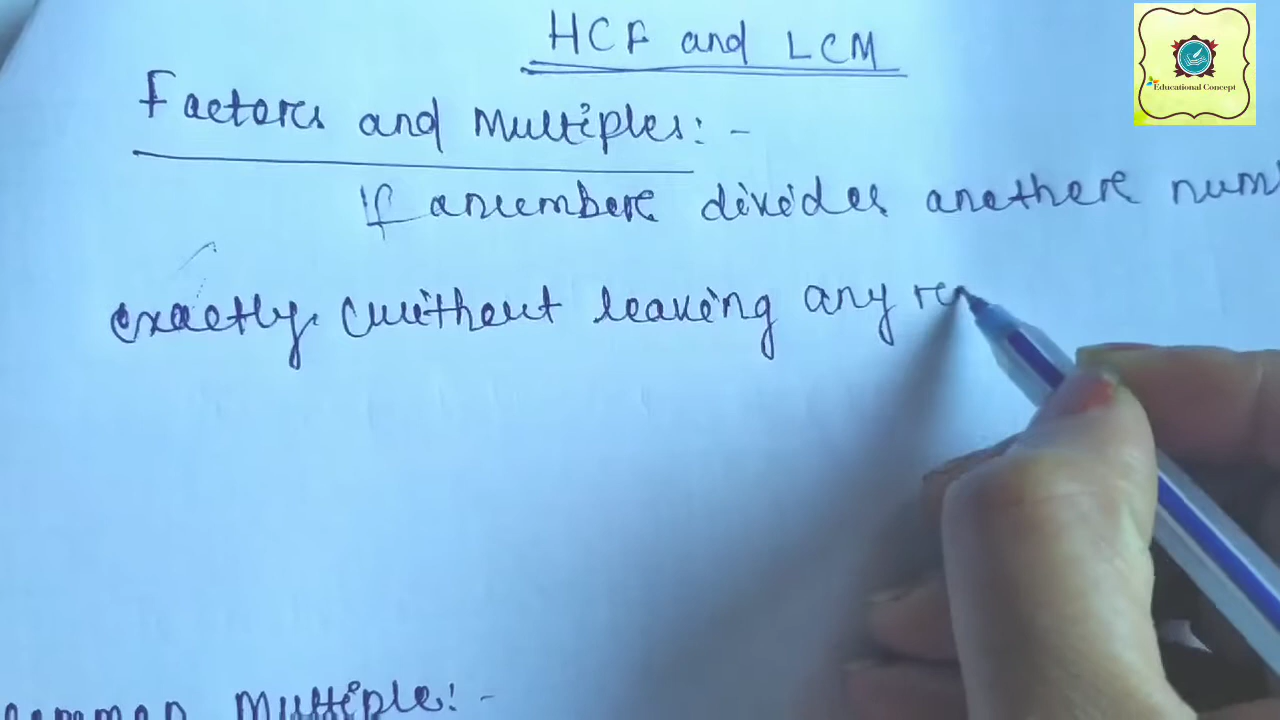 HCF and LCM
Educational Concept
Factors and Multiples:-
If a number divides another num
exactly. (without leaving any re
common Multiple:-